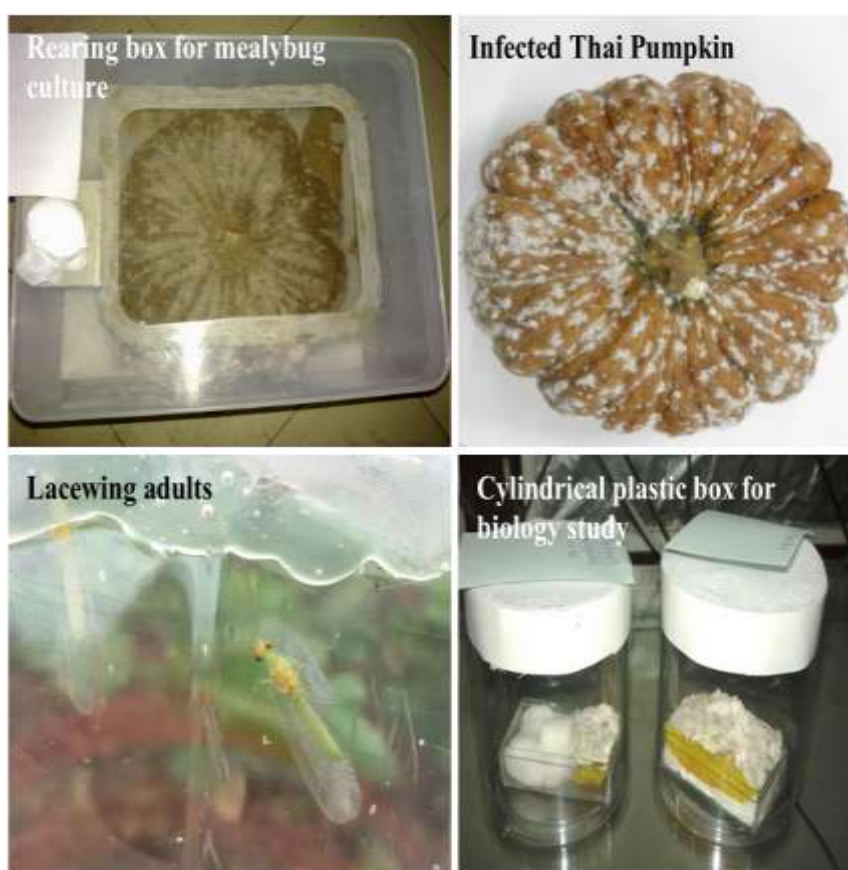 Rearing box for mealybug
culture
Infected Thai Pumpkin
Lacewing adults
Cylindrical plastic box for
biology study